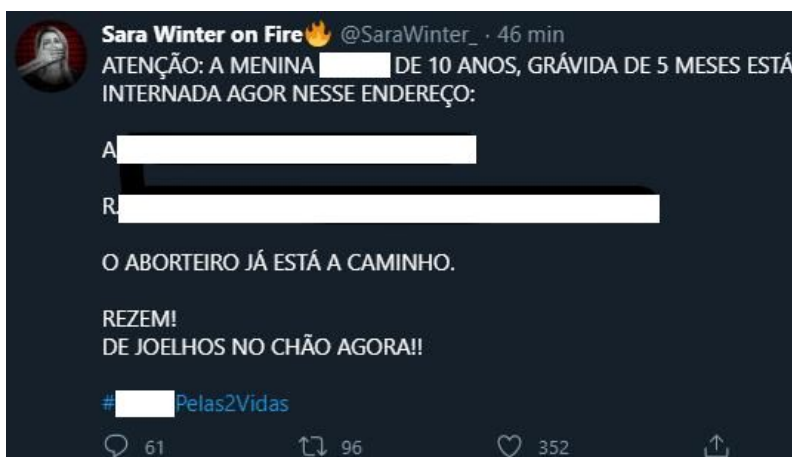 Sara Winter on Fire🔥 @SaraWinter_ · 46 min
ATENÇÃO: A MENINA DE 10 ANOS, GRÁVIDA DE 5 MESES ESTÁ
INTERNADA AGOR NESSE ENDEREÇO:
A
R.
O ABORTEIRO JÁ ESTÁ A CAMINHO.
REZEM!
DE JOELHOS NO CHÃO AGORA!!
# Pelas2Vidas
61 96 352